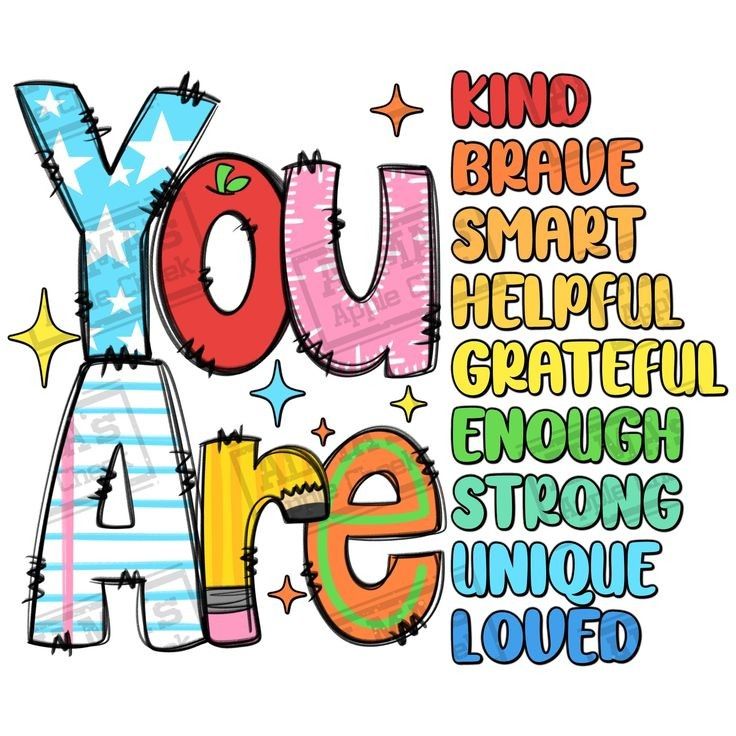 You
Are
KIND
BRAVE
SMART
HELPFUL
GRATEFUL
ENOUGH
STRONG
UNIQUE
LOVED